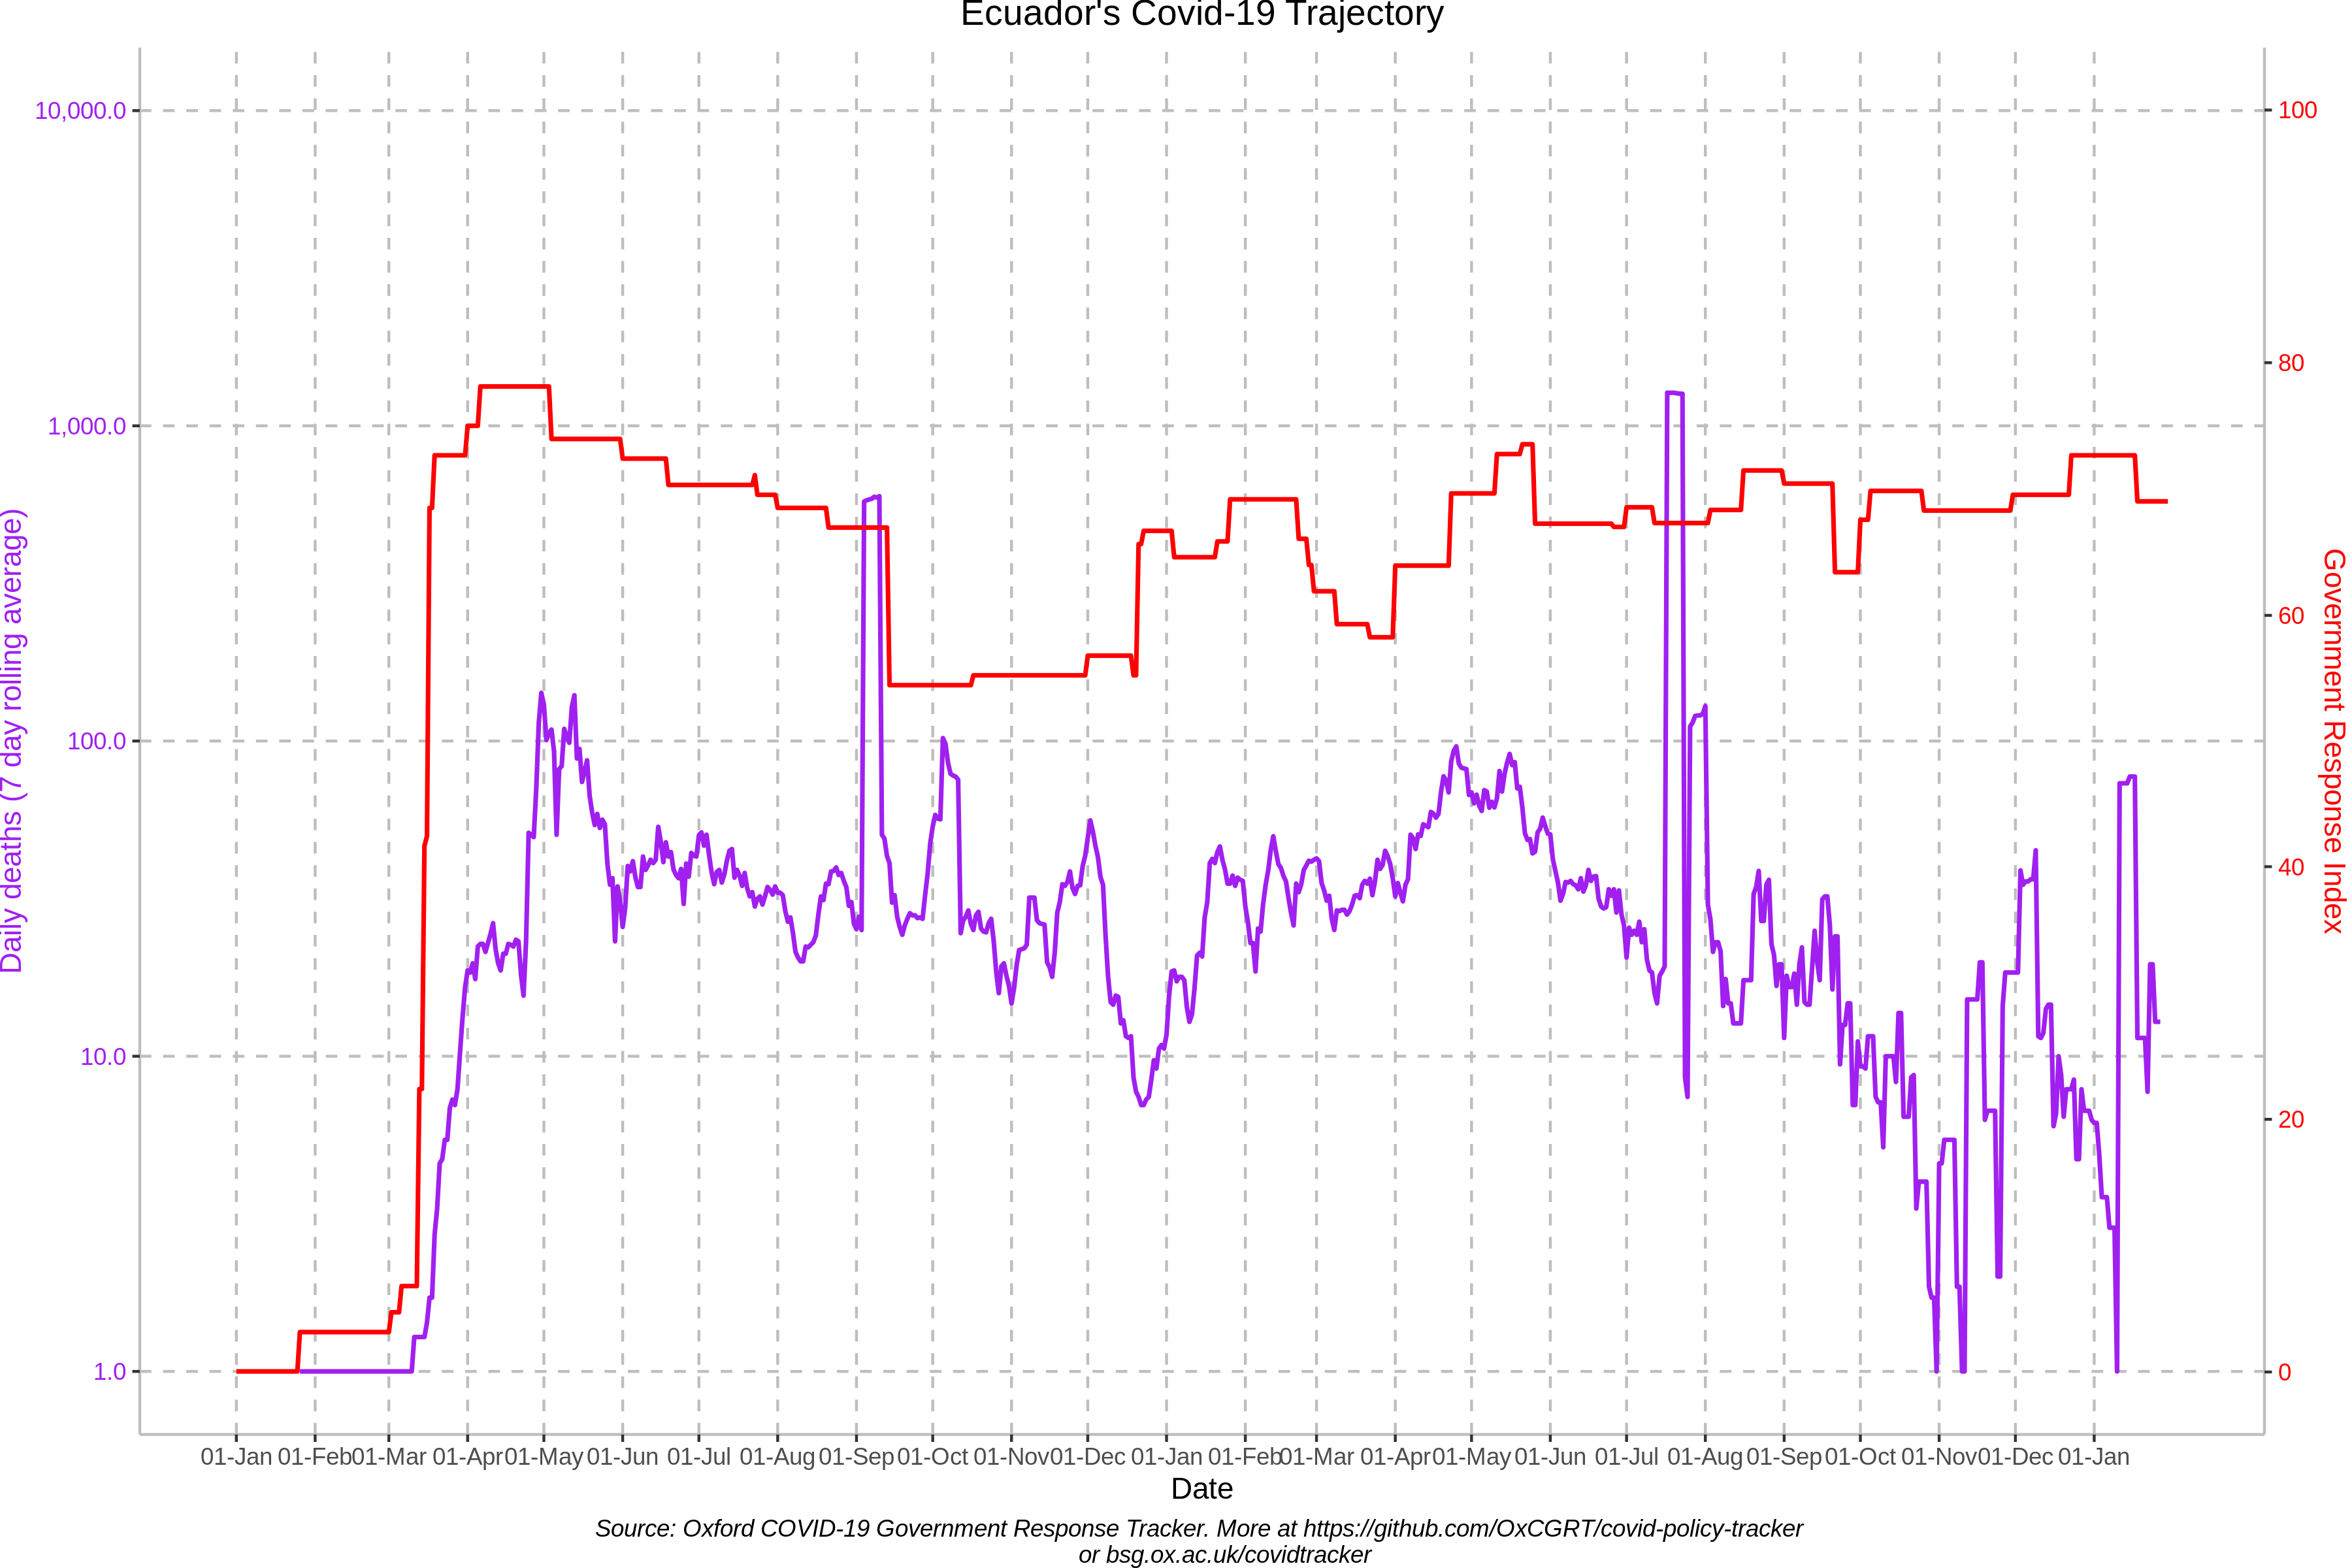 Ecuador's Covid-19 Trajectory
10,000.0
1,000.0
100.0
10.0
1.0
Daily deaths (7 day rolling average)
100
80
60
40
20
0
Government Response Index
01-Jan 01-Feb 01-Mar 01-Apr 01-May 01-Jun 01-Jul 01-Aug 01-Sep 01-Oct 01-Nov 01-Dec 01-Jan 01-Feb 01-Mar 01-Apr 01-May 01-Jun 01-Jul 01-Aug 01-Sep 01-Oct 01-Nov 01-Dec 01-Jan
Date
Source: Oxford COVID-19 Government Response Tracker. More at https://github.com/OxCGRT/covid-policy-tracker
or bsg.ox.ac.uk/covidtracker